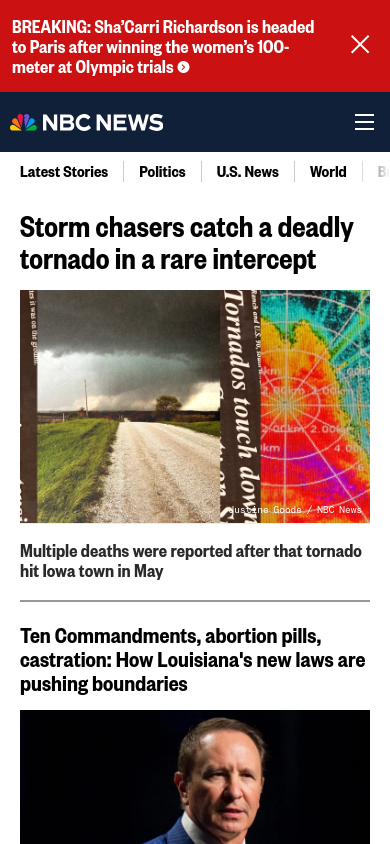 BREAKING: Sha’Carri Richardson is headed
to Paris after winning the women’s 100-
meter at Olympic trials
NBC NEWS
Latest Stories Politics U.S. News World
Storm chasers catch a deadly
tornado in a rare intercept
Tornados touch down
Justine Goode / NBC News
Multiple deaths were reported after that tornado
hit Iowa town in May
Ten Commandments, abortion pills,
castration: How Louisiana's new laws are
pushing boundaries